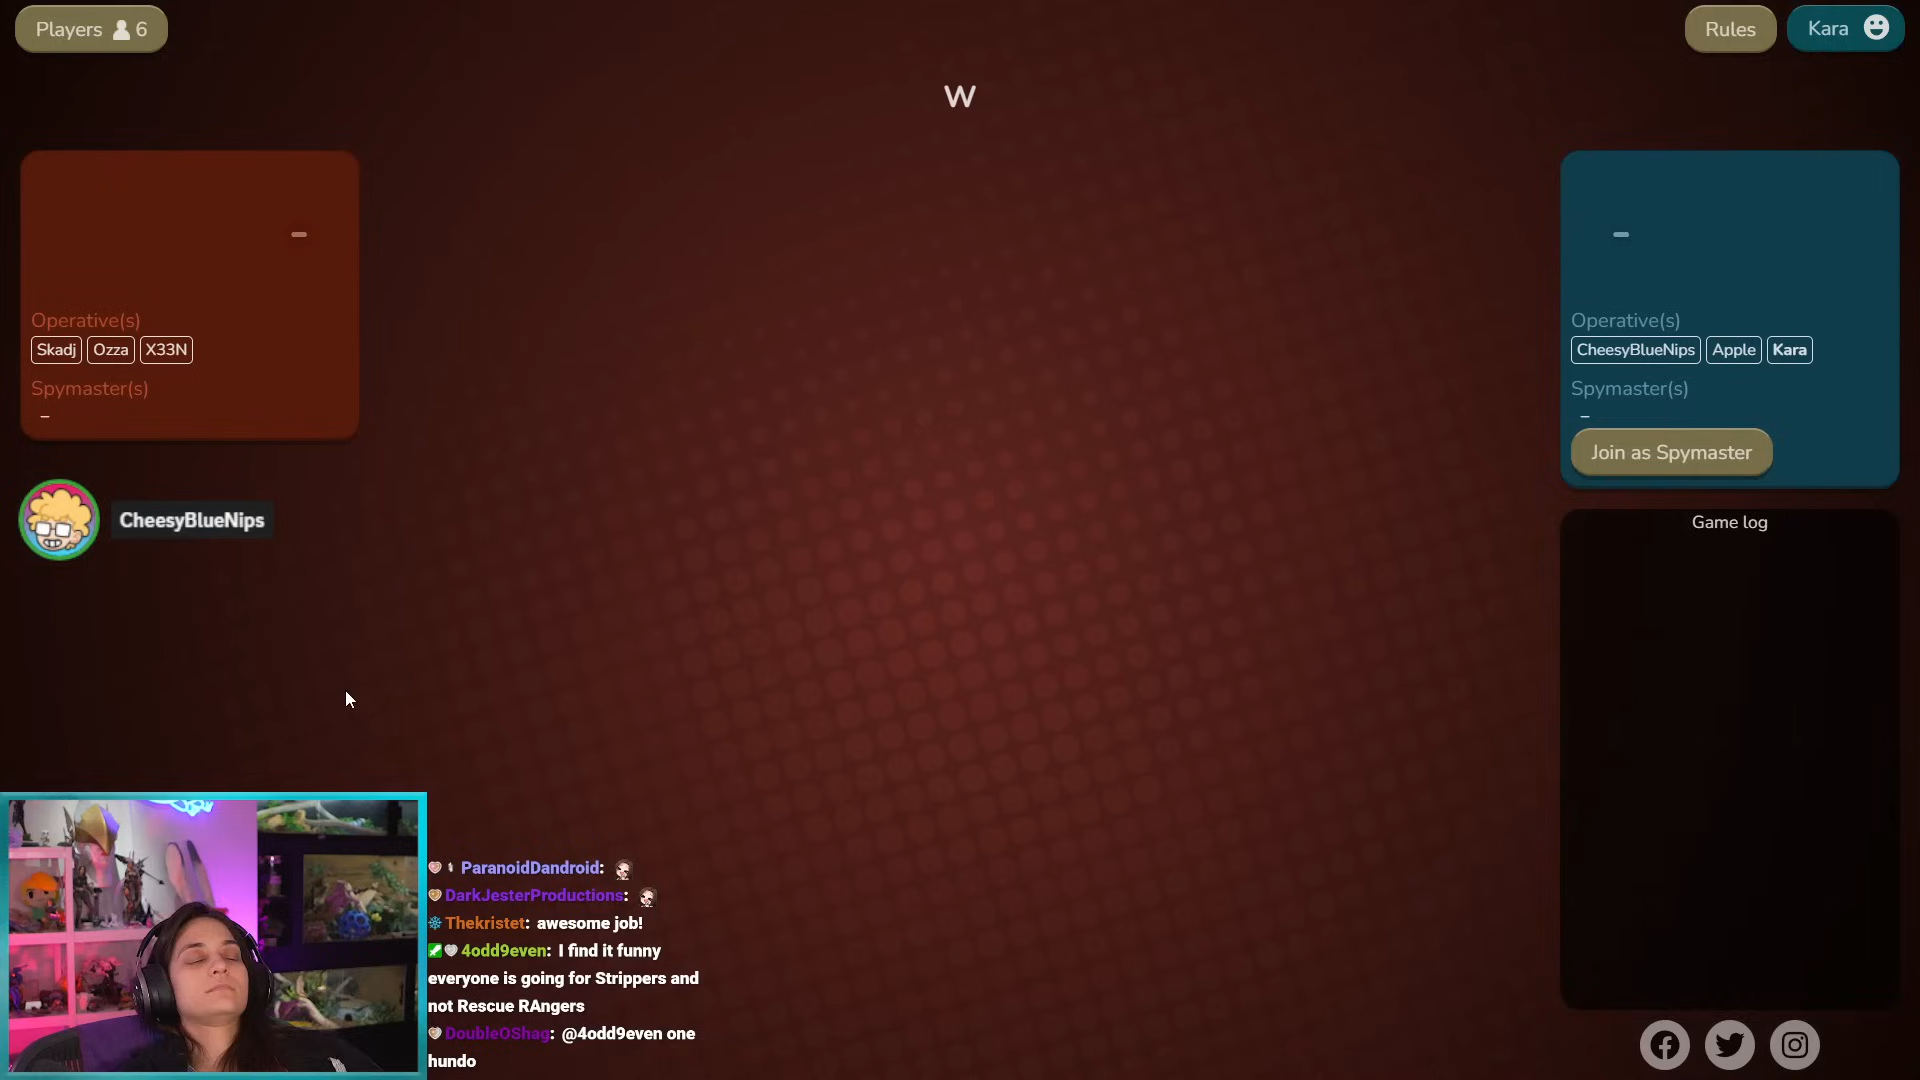 Players 6
Rules
Kara
W
-
Operative(s)
Skadj Ozza X33N
Spymaster(s)
-
-
Operative(s)
CheesyBlueNips Apple Kara
Spymaster(s)
-
Join as Spymaster
CheesyBlueNips
Game log
ParanoidDandroid:
DarkJesterProductions:
Thekristet: awesome job!
4odd9even: I find it funny
everyone is going for Strippers and
not Rescue RAngers
DoubleOShag: @4odd9even one
hundo